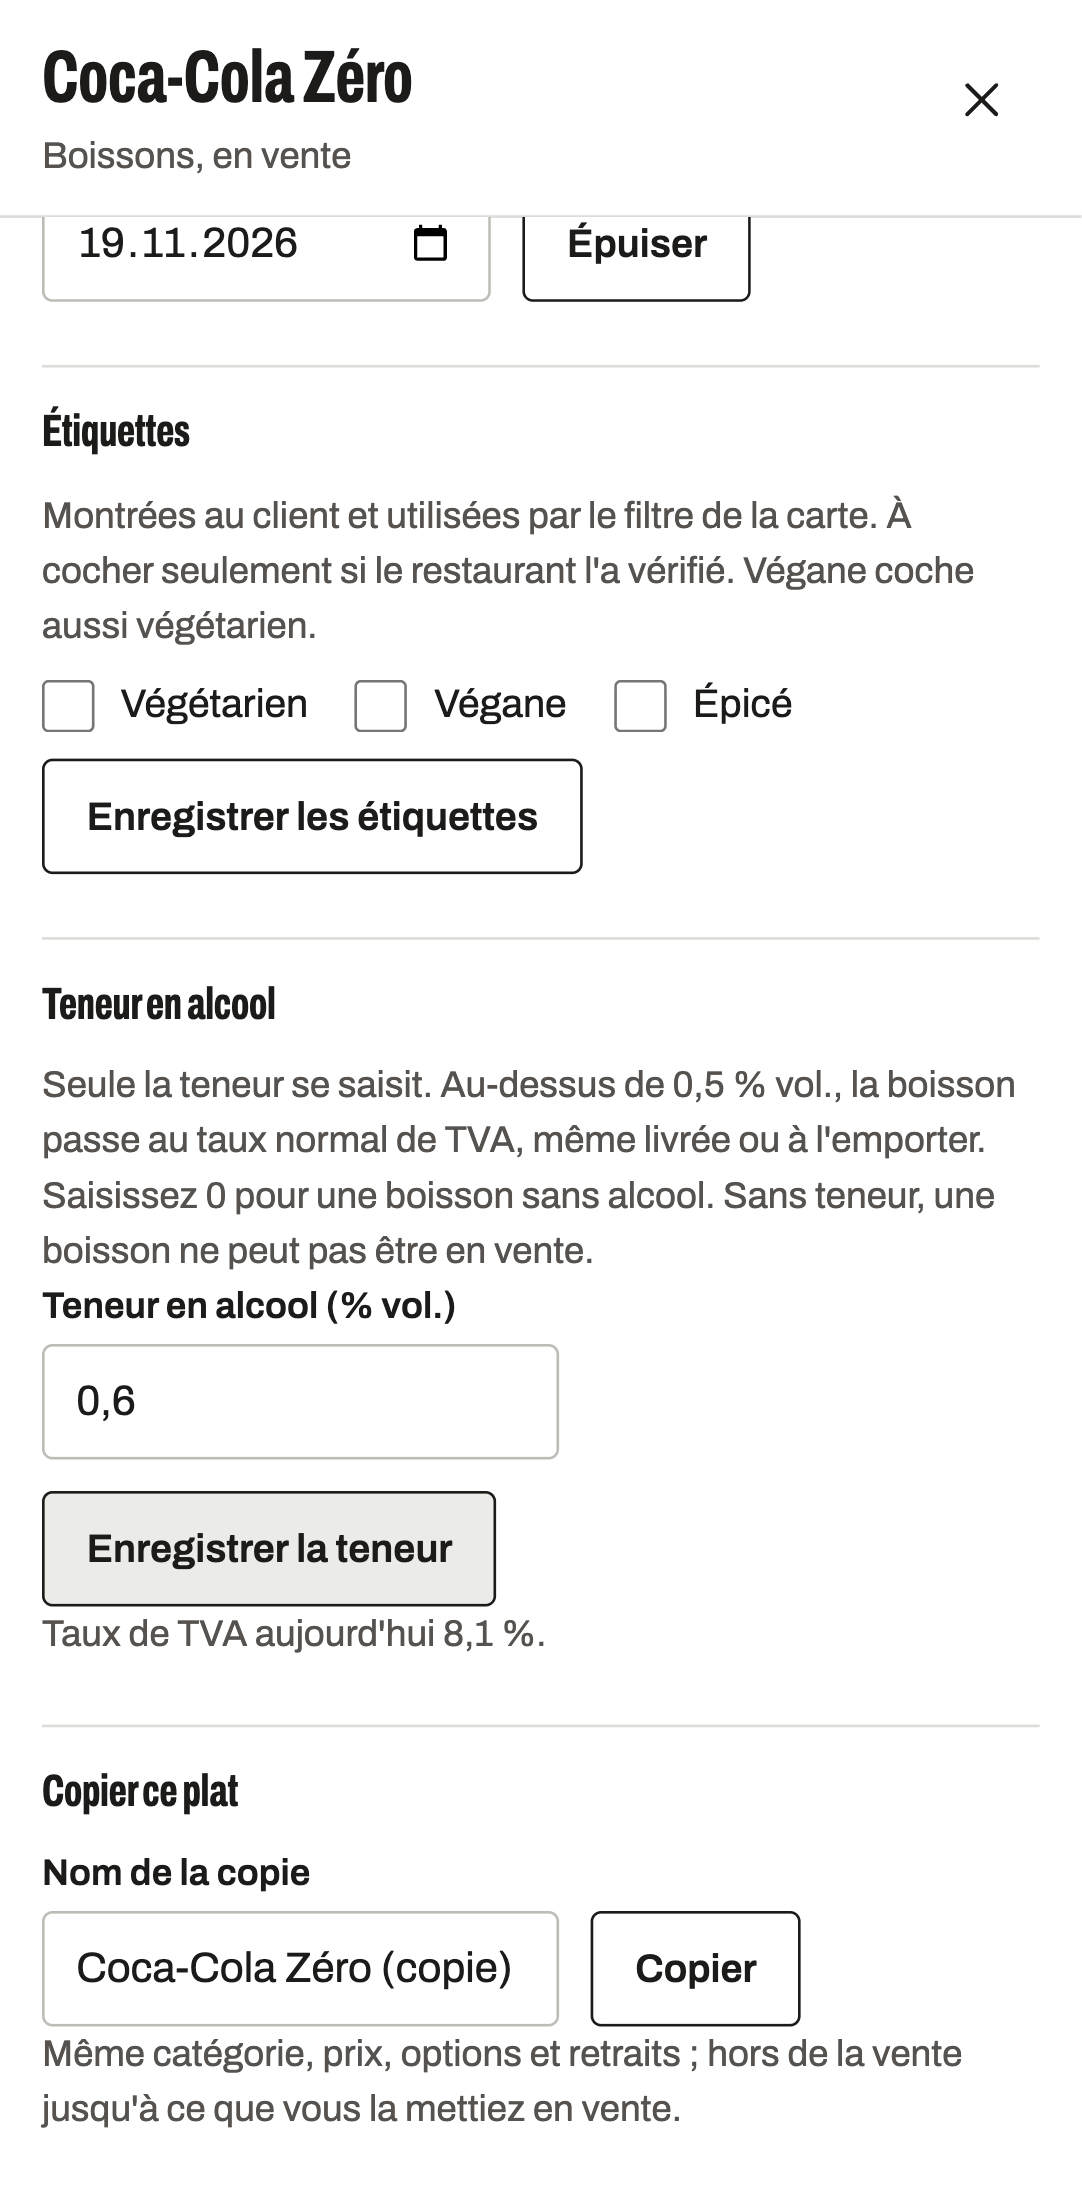 Coca-Cola Zéro
Boissons, en vente
19.11.2026
Épuiser
Étiquettes
Montrées au client et utilisées par le filtre de la carte. À
cocher seulement si le restaurant l'a vérifié. Végane coche
aussi végétarien.
Végétarien Végane Épicé
Enregistrer les étiquettes
Teneur en alcool
Seule la teneur se saisit. Au-dessus de 0,5 % vol., la boisson
passe au taux normal de TVA, même livrée ou à l'emporter.
Saisissez 0 pour une boisson sans alcool. Sans teneur, une
boisson ne peut pas être en vente.
Teneur en alcool (% vol.)
0,6
Enregistrer la teneur
Taux de TVA aujourd'hui 8,1 %.
Copier ce plat
Nom de la copie
Coca-Cola Zéro (copie)
Copier
Même catégorie, prix, options et retraits ; hors de la vente
jusqu'à ce que vous la mettiez en vente.